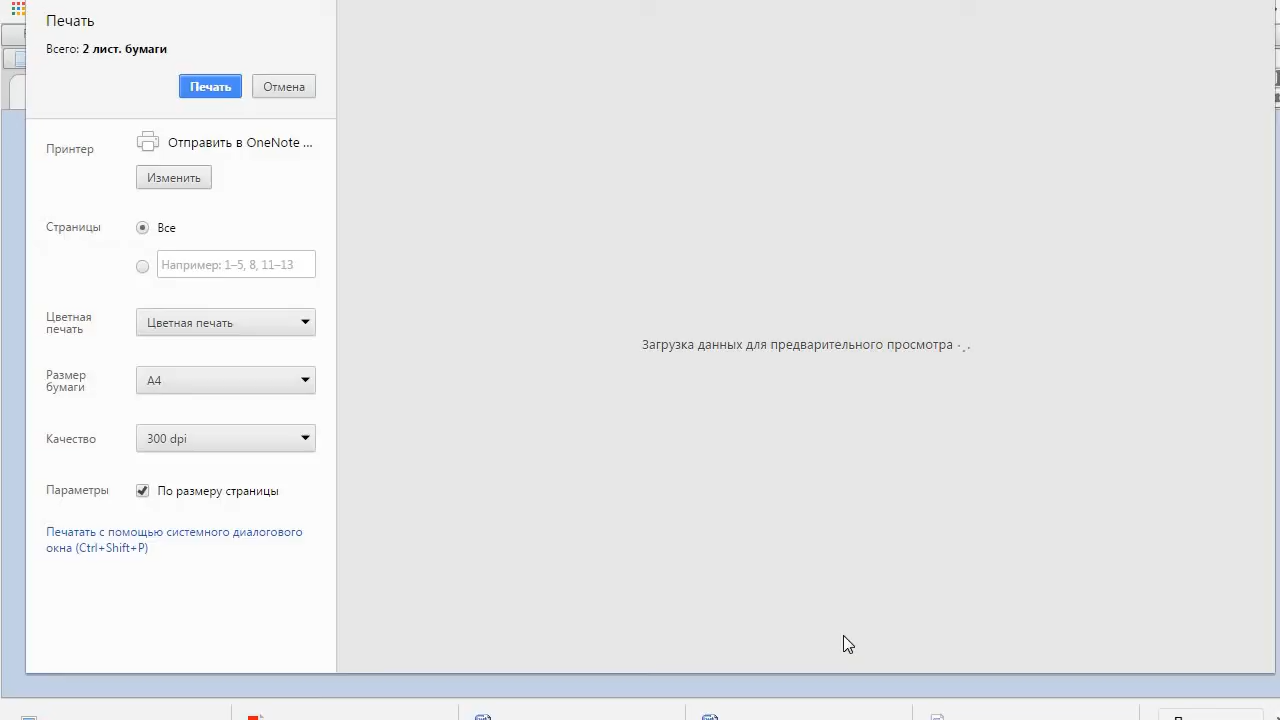 Печать
Всего: 2 лист. бумаги
Печать Отмена
Принтер Отправить в OneNote ...
Изменить
Страницы Все
Например: 1–5, 8, 11–13
Цветная печать Цветная печать
Размер бумаги A4
Качество 300 dpi
Параметры По размеру страницы
Печатать с помощью системного диалогового
окна (Ctrl+Shift+P)
Загрузка данных для предварительного просмотра